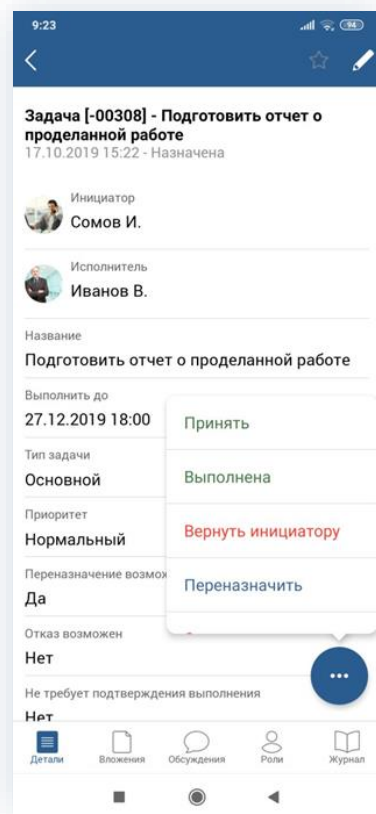 9:23
94
Задача [-00308] - Подготовить отчет о
проделанной работе
17.10.2019 15:22 - Назначена
Инициатор
Сомов И.
Исполнитель
Иванов В.
Название
Подготовить отчет о проделанной работе
Выполнить до
27.12.2019 18:00
Принять
Тип задачи
Основной
Выполнена
Приоритет
Нормальный
Вернуть инициатору
Переназначение
Да
Переназначить
Отказ возможен
Нет
Не требует подтверждения выполнения
Нет
Детали
Вложения
Обсуждения
Роли
Журнал